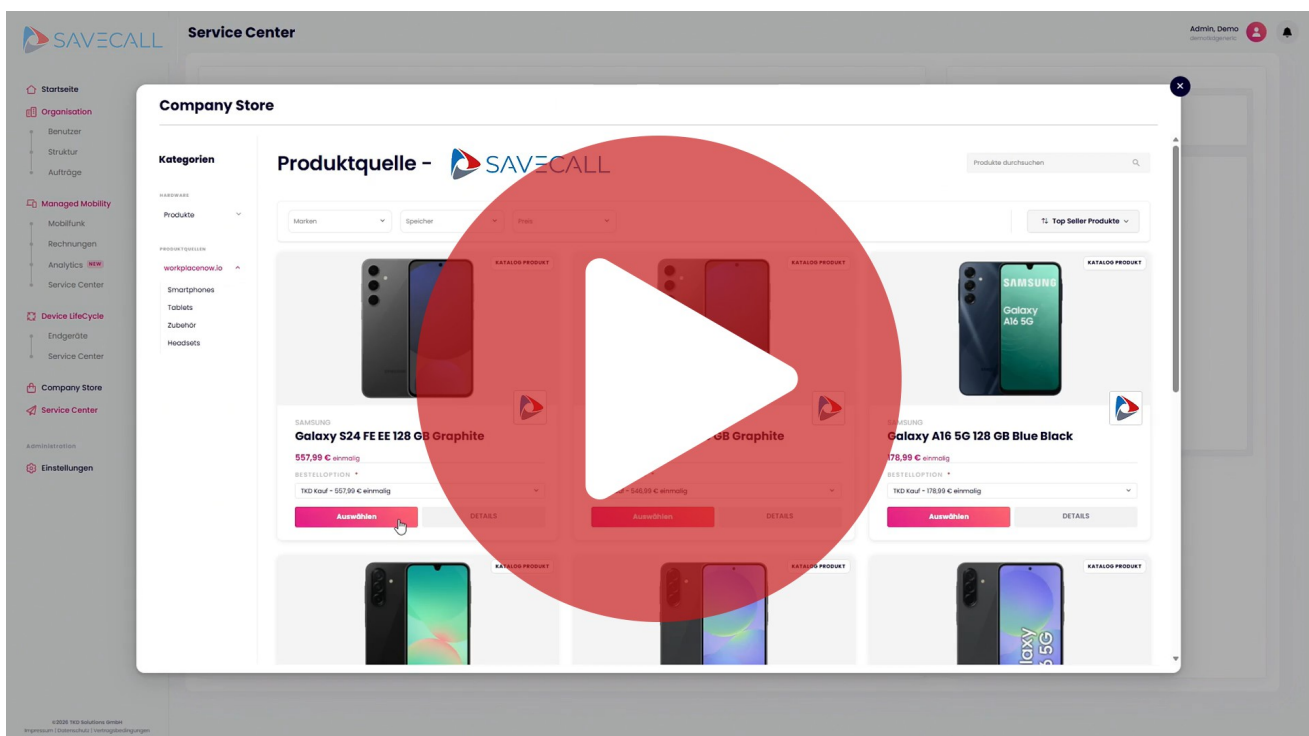 SAVECALL
Service Center
Admin, Demo
Startseite
Organisation
Benutzer
Struktur
Aufträge
Managed Mobility
Mobilfunk
Rechnungen
Analytics NEW
Service Center
Device LifeCycle
Endgeräte
Service Center
Company Store
Service Center
Administration
Einstellungen
©2026 TKD Solutions GmbH
Impressum | Datenschutz | Vertragsbedingungen
Company Store
×
Kategorien
HARDWARE
Produkte
PRODUKTQUELLEN
workplacenow.io
Smartphones
Tablets
Zubehör
Headsets
Produktquelle - SAVECALL
Produkte durchsuchen
Marken
Speicher
Preis
Top Seller Produkte
KATALOG PRODUKT
SAMSUNG
Galaxy S24 FE EE 128 GB Graphite
557,99 € einmalig
BESTELLOPTION *
TKD Kauf - 557,99 € einmalig
Auswählen
DETAILS
KATALOG PRODUKT
GB Graphite
- 546,99 € einmalig
Auswählen
DETAILS
KATALOG PRODUKT
SAMSUNG
Galaxy
A16 5G
SAMSUNG
Galaxy A16 5G 128 GB Blue Black
178,99 € einmalig
BESTELLOPTION *
TKD Kauf - 178,99 € einmalig
Auswählen
DETAILS
KATALOG PRODUKT
KATALOG PRODUKT
KATALOG PRODUKT
laxy
6 5G